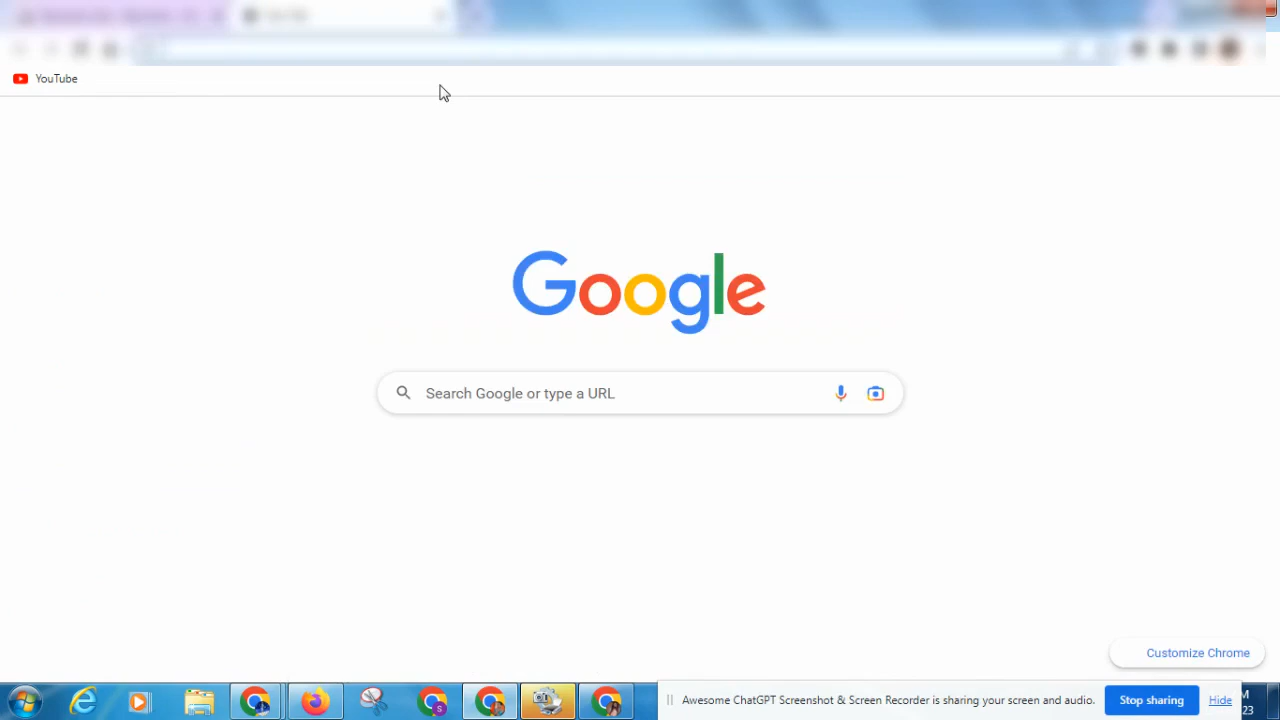 YouTube
Google
Search Google or type a URL
Customize Chrome
S
Awesome ChatGPT Screenshot & Screen Recorder is sharing your screen and audio.
Stop sharing
Hide
M
23